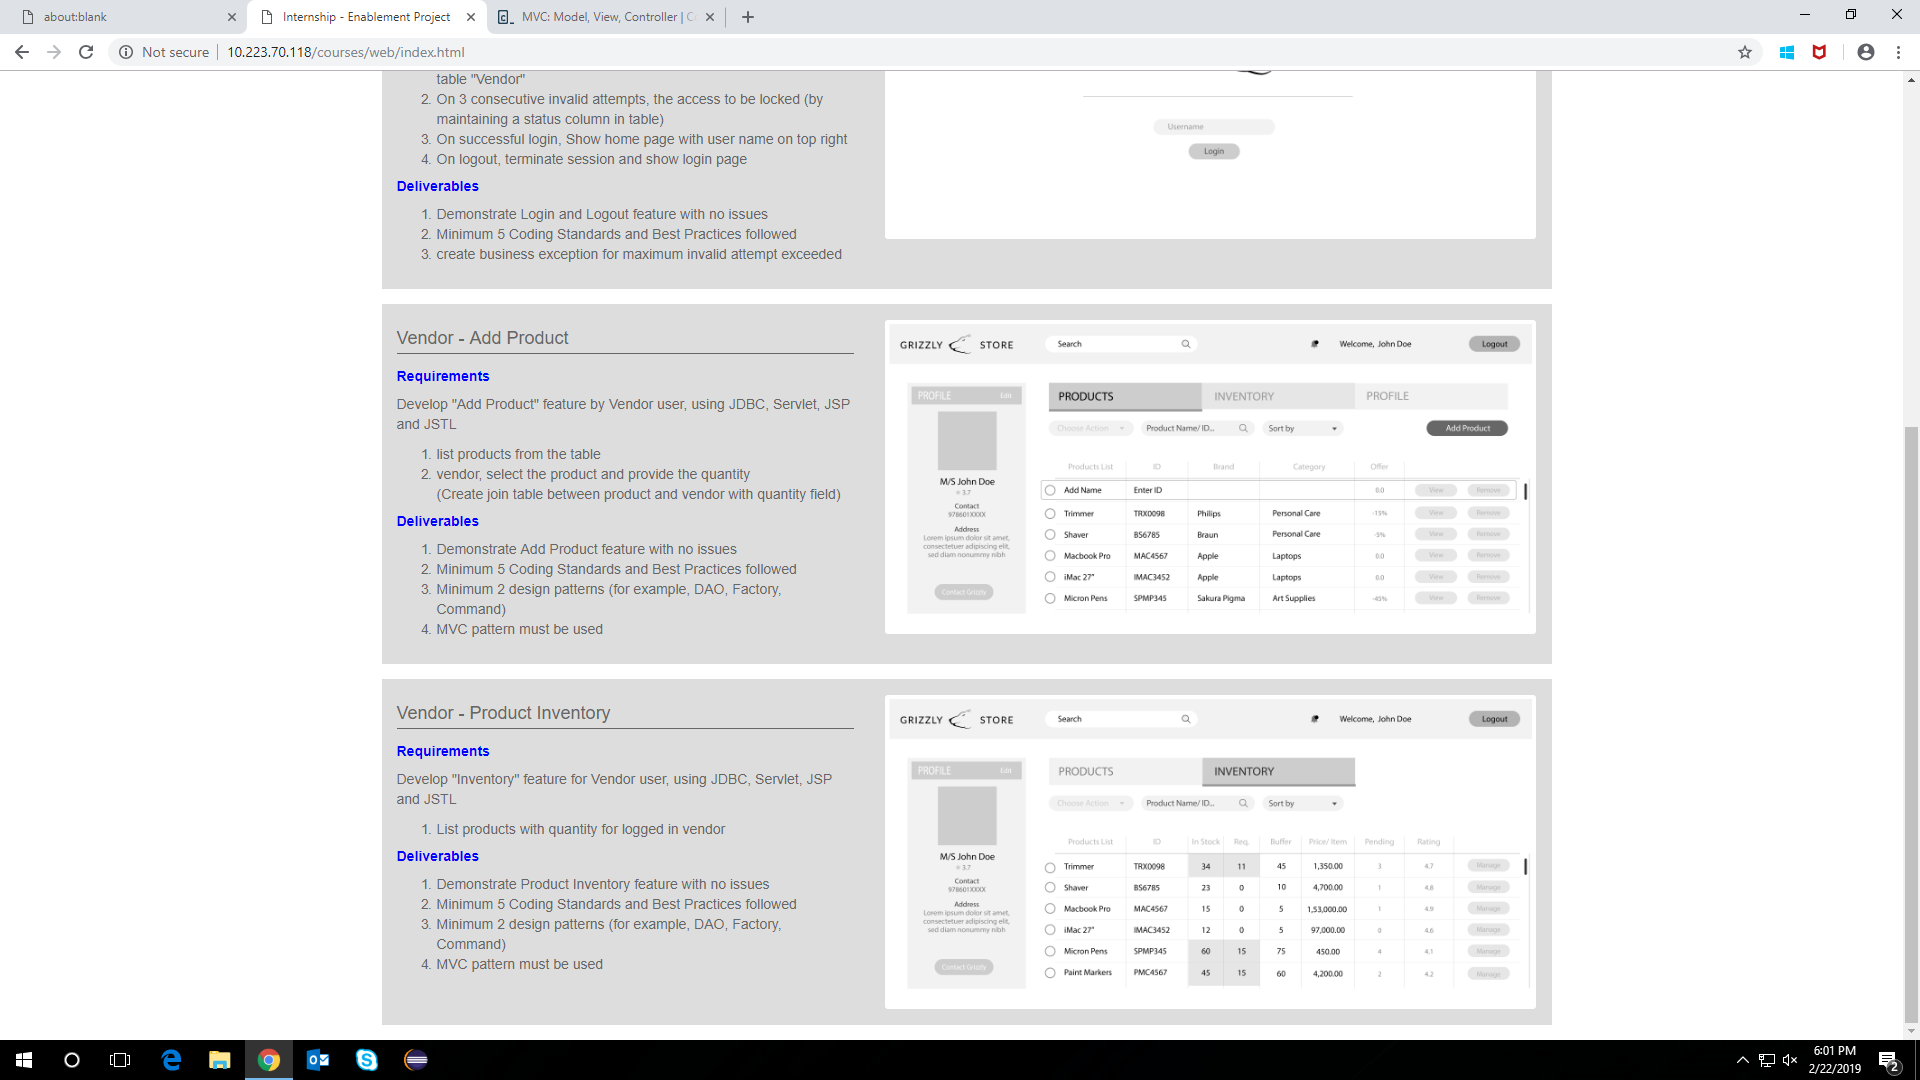 about:blank
Internship - Enablement Project
MVC: Model, View, Controller |
Not secure
10.223.70.118/courses/web/index.html
table "Vendor"
2. On 3 consecutive invalid attempts, the access to be locked (by
maintaining a status column in table)
3. On successful login, Show home page with user name on top right
4. On logout, terminate session and show login page
Deliverables
1. Demonstrate Login and Logout feature with no issues
2. Minimum 5 Coding Standards and Best Practices followed
3. create business exception for maximum invalid attempt exceeded
Username
Login
Vendor - Add Product
Requirements
Develop "Add Product" feature by Vendor user, using JDBC, Servlet, JSP
and JSTL
1. list products from the table
2. vendor, select the product and provide the quantity
(Create join table between product and vendor with quantity field)
Deliverables
1. Demonstrate Add Product feature with no issues
2. Minimum 5 Coding Standards and Best Practices followed
3. Minimum 2 design patterns (for example, DAO, Factory,
Command)
4. MVC pattern must be used
GRIZZLY STORE
Search
Welcome, John Doe
Logout
PROFILE Edit
M/S John Doe
3.7
Contact
978601XXXX
Address
Lorem ipsum dolor sit amet,
consectetuer adipiscing elit,
sed diam nonummy nibh
Contact Grizzly
PRODUCTS INVENTORY PROFILE
Choose Action Product Name/ ID... Sort by Add Product
Products List ID Brand Category Offer
Add Name Enter ID 0.0 View Remove
Trimmer TRX0098 Philips Personal Care -15% View Remove
Shaver BS6785 Braun Personal Care -5% View Remove
Macbook Pro MAC4567 Apple Laptops 0.0 View Remove
iMac 27" IMAC3452 Apple Laptops 0.0 View Remove
Micron Pens SPMP345 Sakura Pigma Art Supplies -45% View Remove
Vendor - Product Inventory
Requirements
Develop "Inventory" feature for Vendor user, using JDBC, Servlet, JSP
and JSTL
1. List products with quantity for logged in vendor
Deliverables
1. Demonstrate Product Inventory feature with no issues
2. Minimum 5 Coding Standards and Best Practices followed
3. Minimum 2 design patterns (for example, DAO, Factory,
Command)
4. MVC pattern must be used
GRIZZLY STORE
Search
Welcome, John Doe
Logout
PROFILE Edit
M/S John Doe
3.7
Contact
978601XXXX
Address
Lorem ipsum dolor sit amet,
consectetuer adipiscing elit,
sed diam nonummy nibh
Contact Grizzly
PRODUCTS INVENTORY
Choose Action Product Name/ ID... Sort by
Products List ID In Stock Req. Buffer Price/ Item Pending Rating
Trimmer TRX0098 34 11 45 1,350.00 3 4.7 Manage
Shaver BS6785 23 0 10 4,700.00 1 4.8 Manage
Macbook Pro MAC4567 15 0 5 1,53,000.00 1 4.9 Manage
iMac 27" IMAC3452 12 0 5 97,000.00 0 4.6 Manage
Micron Pens SPMP345 60 15 75 450.00 4 4.1 Manage
Paint Markers PMC4567 45 15 60 4,200.00 2 4.2 Manage
6:01 PM
2/22/2019
2